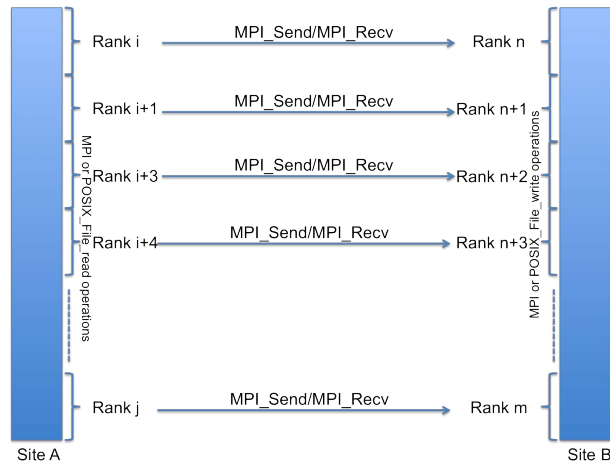 Rank i MPI_Send/MPI_Recv Rank n
Rank i+1 MPI_Send/MPI_Recv Rank n+1
Rank i+3 MPI_Send/MPI_Recv Rank n+2
Rank i+4 MPI_Send/MPI_Recv Rank n+3
MPI or POSIX_File_read operations
MPI or POSIX_File_write operations
Rank j MPI_Send/MPI_Recv Rank m
Site A Site B